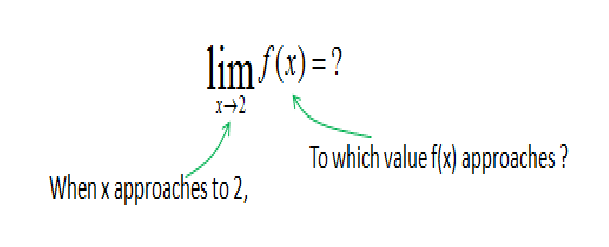 lim f(x) = ?
x→2
To which value f(x) approaches ?
When x approaches to 2,